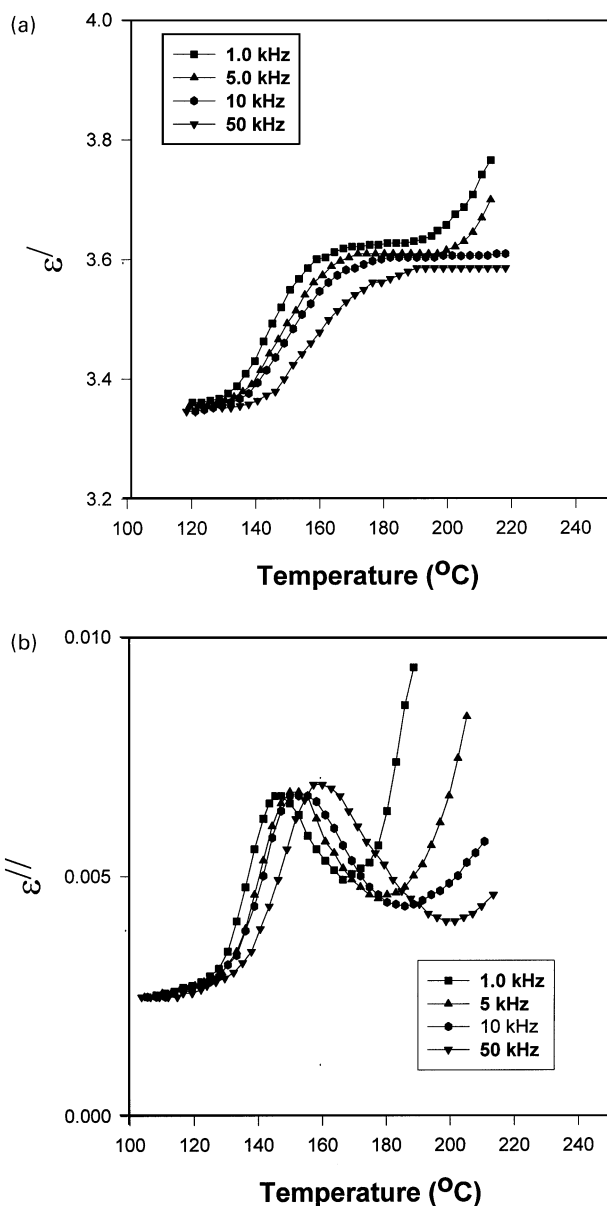 (a)
4.0
3.8
3.6
3.4
3.2
ε/
1.0 kHz
5.0 kHz
10 kHz
50 kHz
100 120 140 160 180 200 220 240
Temperature (OC)
(b)
0.010
0.005
0.000
ε//
1.0 kHz
5 kHz
10 kHz
50 kHz
100 120 140 160 180 200 220 240
Temperature (OC)